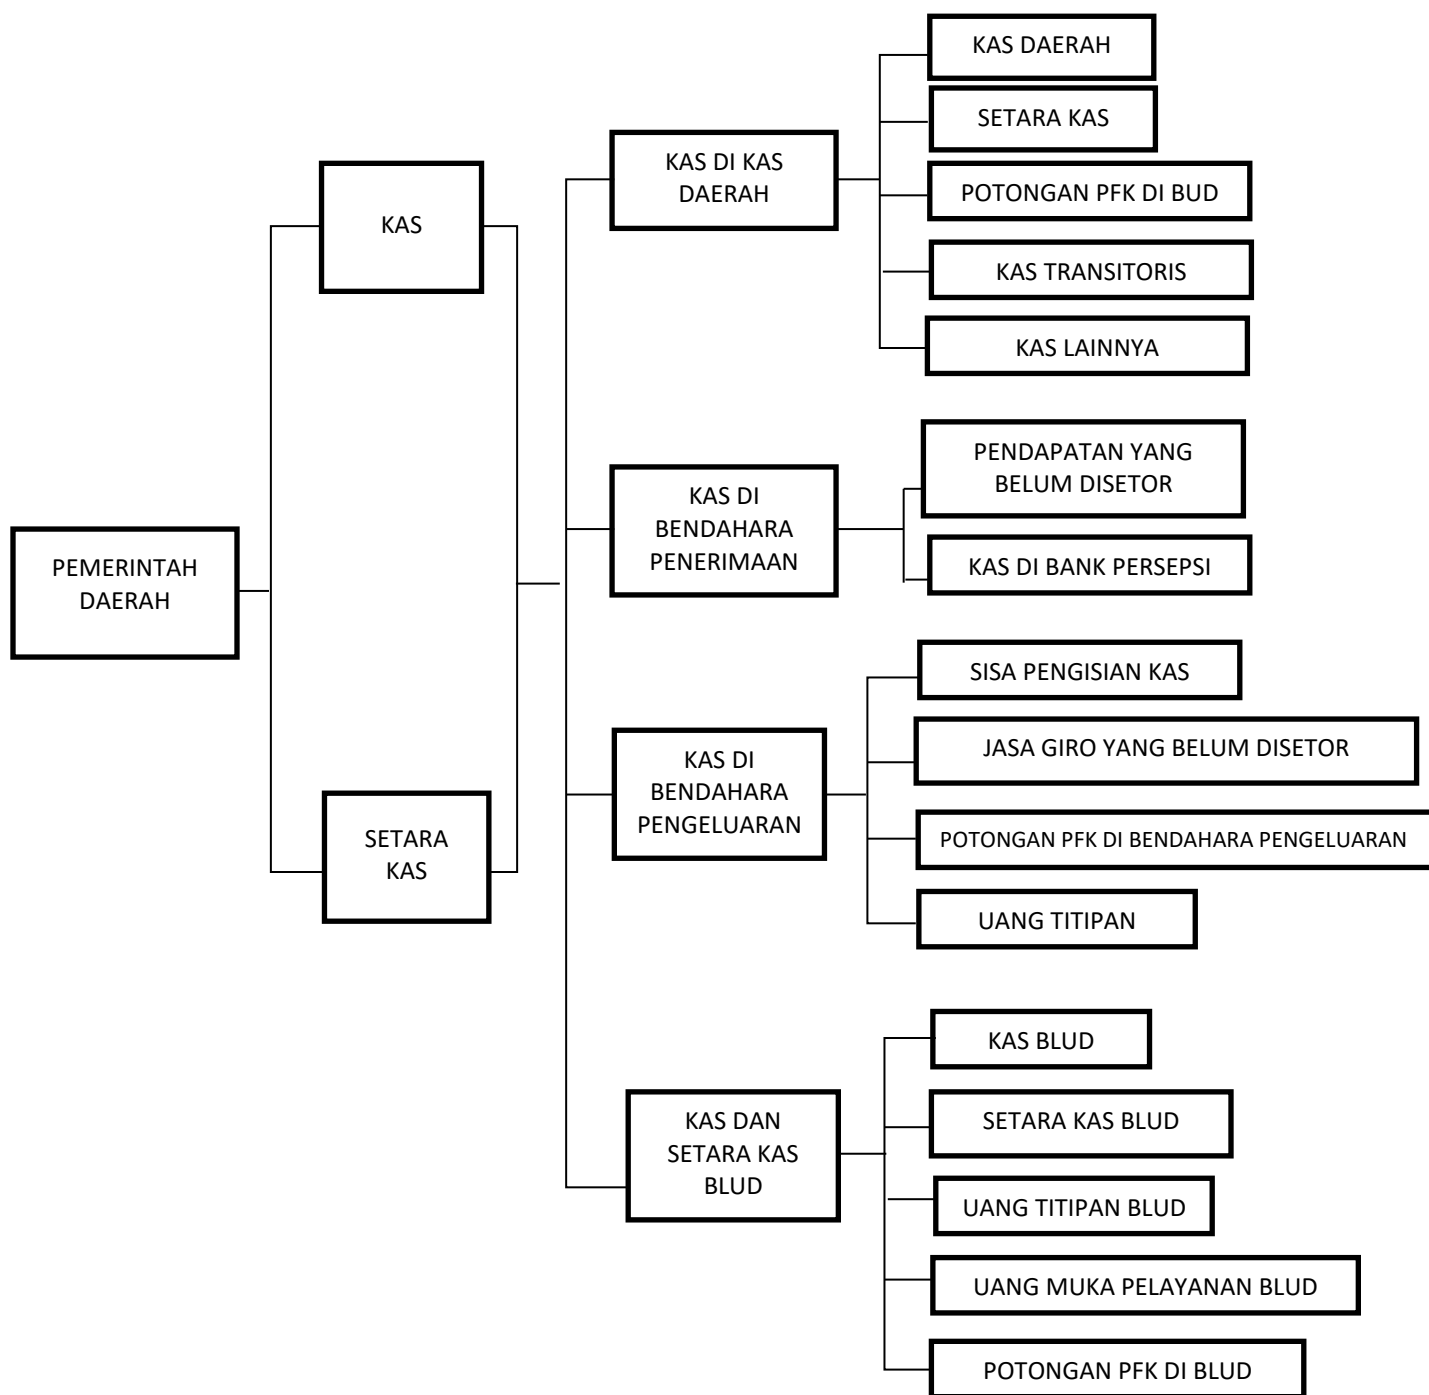 PEMERINTAH
DAERAH
KAS
SETARA
KAS
KAS DI KAS
DAERAH
KAS DAERAH
SETARA KAS
POTONGAN PFK DI BUD
KAS TRANSITORIS
KAS LAINNYA
KAS DI
BENDAHARA
PENERIMAAN
PENDAPATAN YANG
BELUM DISETOR
KAS DI BANK PERSEPSI
KAS DI
BENDAHARA
PENGELUARAN
SISA PENGISIAN KAS
JASA GIRO YANG BELUM DISETOR
POTONGAN PFK DI BENDAHARA PENGELUARAN
UANG TITIPAN
KAS DAN
SETARA KAS
BLUD
KAS BLUD
SETARA KAS BLUD
UANG TITIPAN BLUD
UANG MUKA PELAYANAN BLUD
POTONGAN PFK DI BLUD